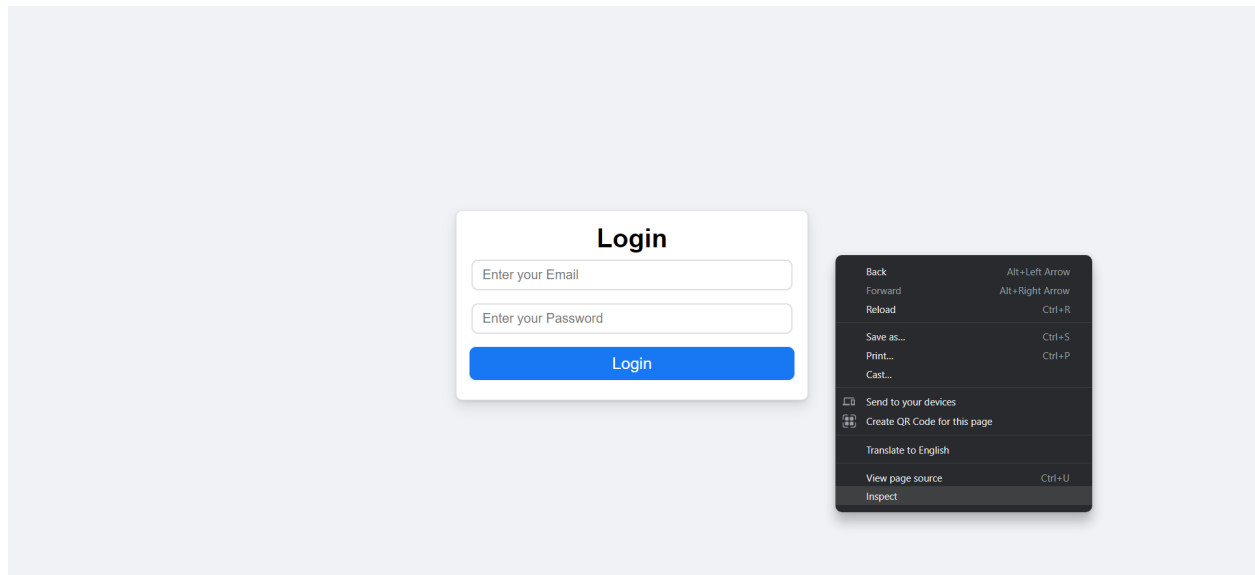 Login
Enter your Email
Enter your Password
Login
Back Alt+Left Arrow
Forward Alt+Right Arrow
Reload Ctrl+R
Save as... Ctrl+S
Print... Ctrl+P
Cast...
Send to your devices
Create QR Code for this page
Translate to English
View page source Ctrl+U
Inspect